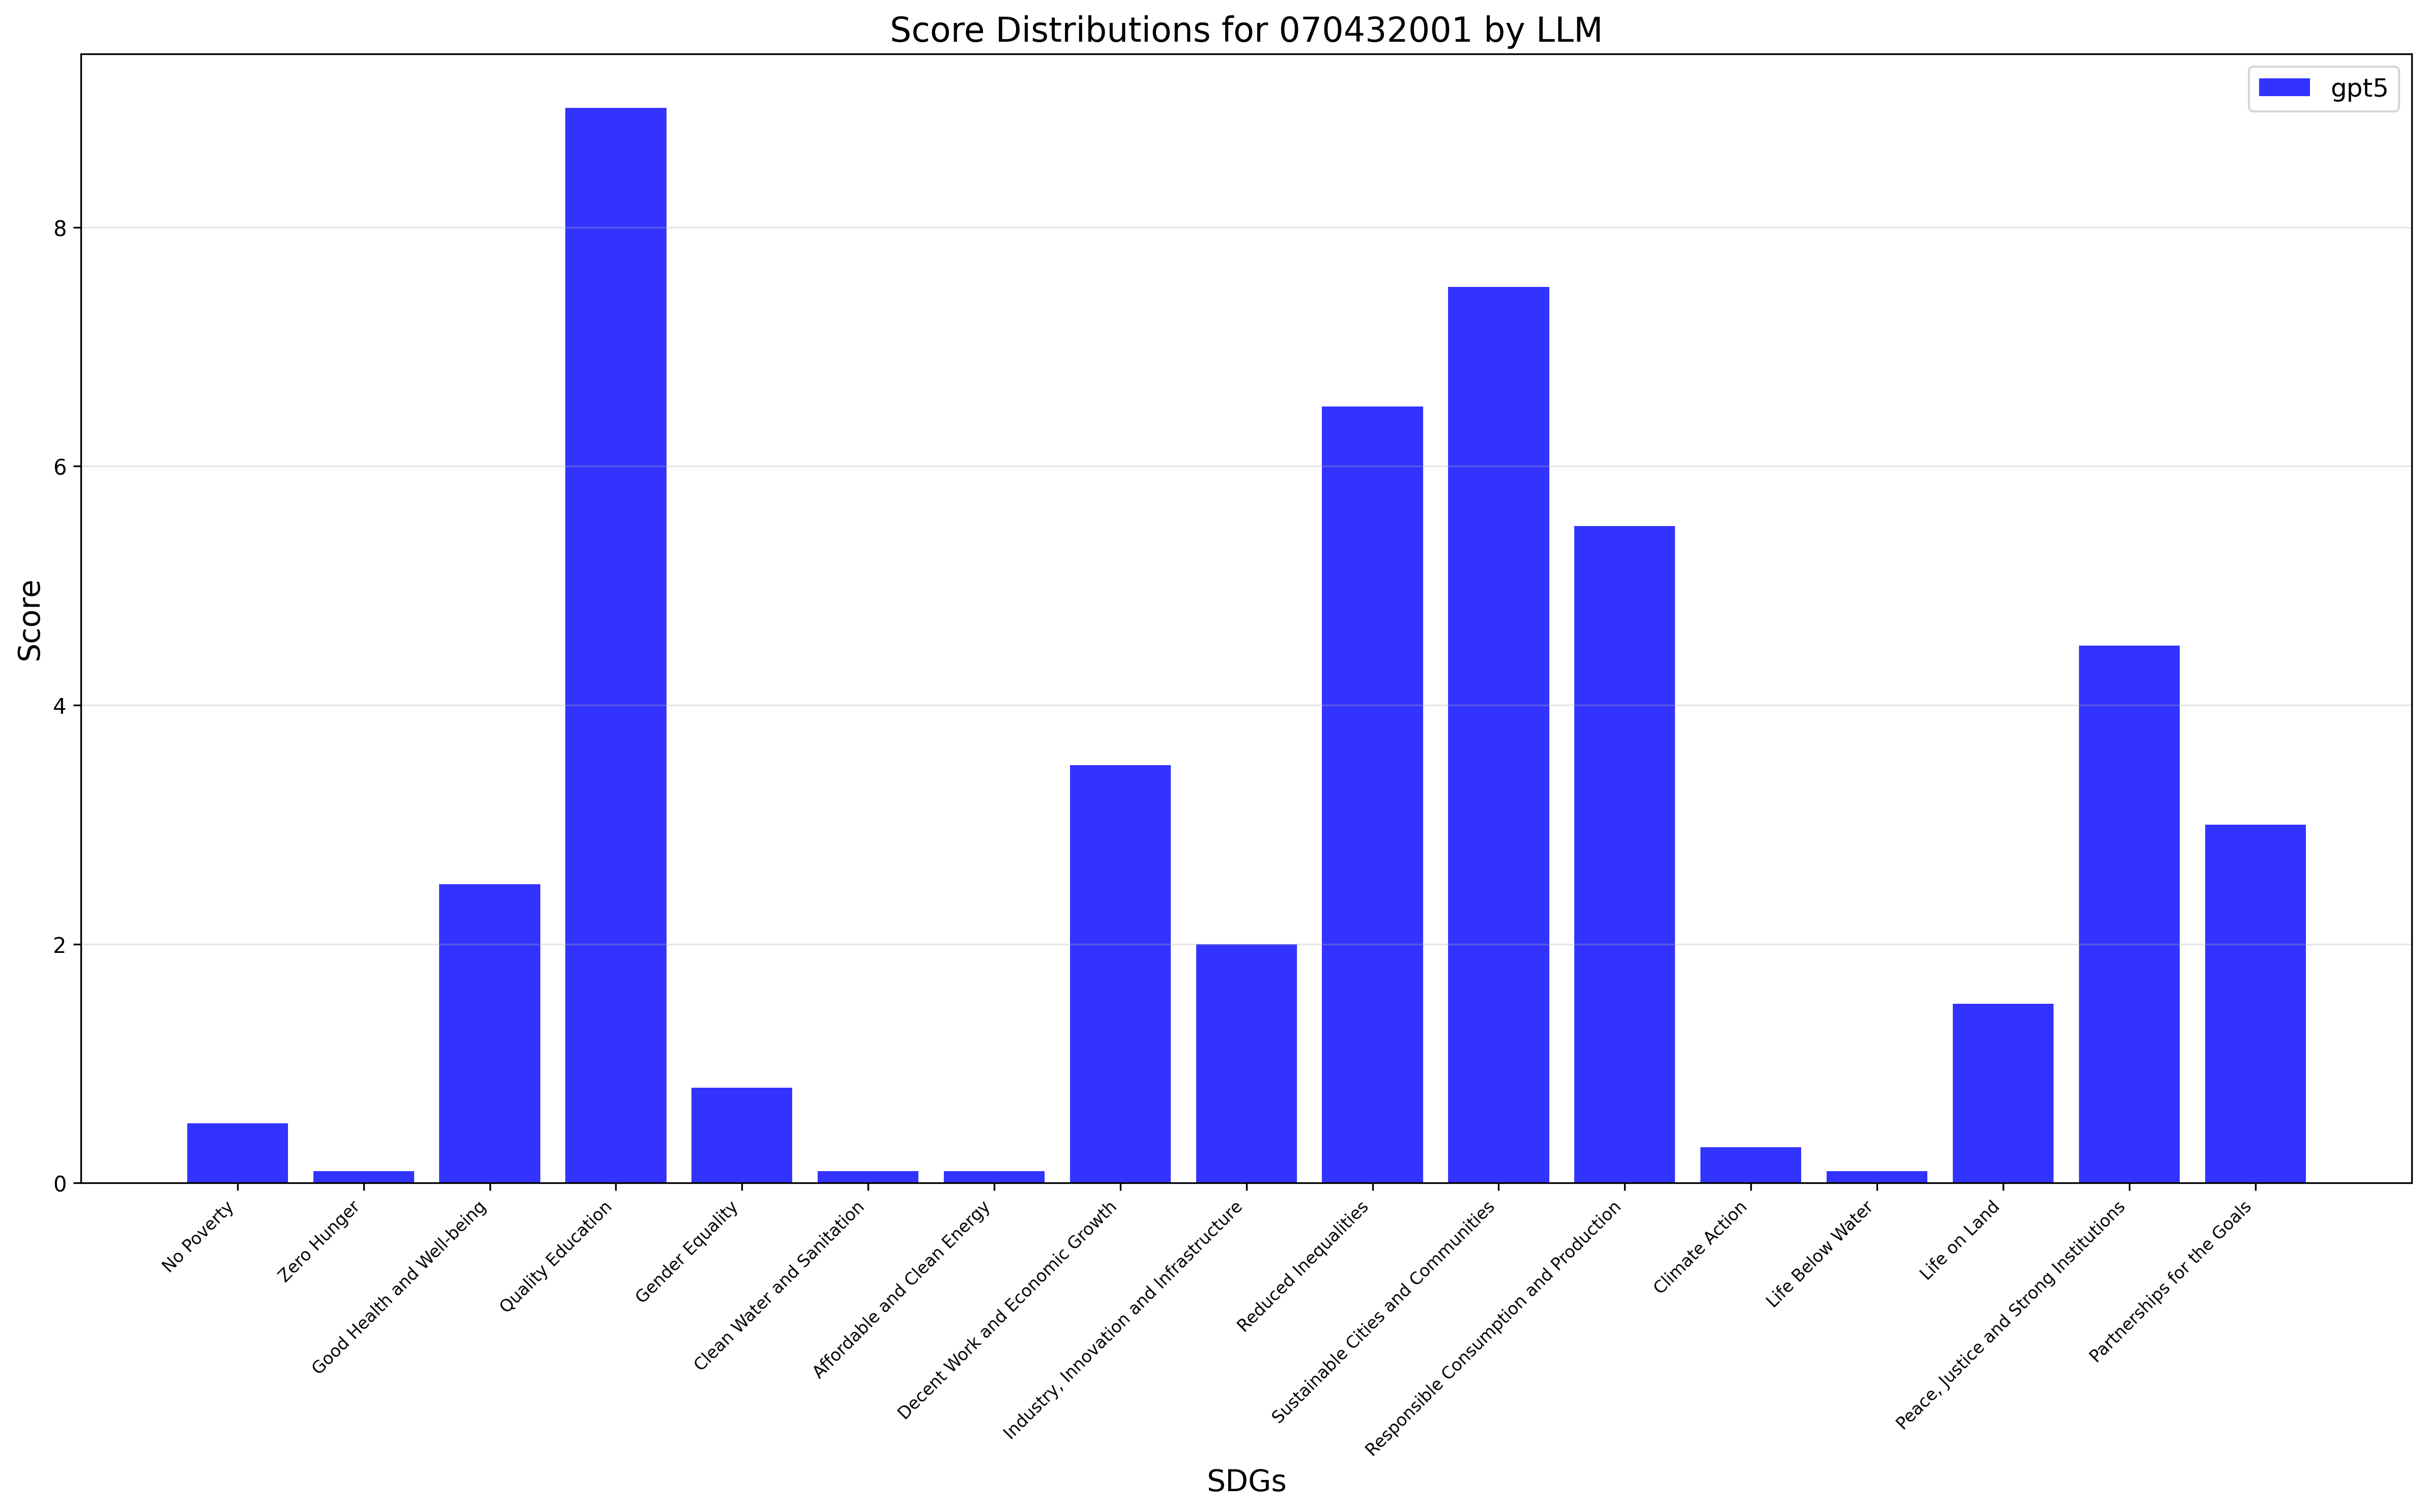 Score Distributions for 070432001 by LLM
gpt5
Score
8
6
4
2
0
No Poverty
Zero Hunger
Good Health and Well-being
Quality Education
Gender Equality
Clean Water and Sanitation
Affordable and Clean Energy
Decent Work and Economic Growth
Industry, Innovation and Infrastructure
Reduced Inequalities
Sustainable Cities and Communities
Responsible Consumption and Production
Climate Action
Life Below Water
Life on Land
Peace, Justice and Strong Institutions
Partnerships for the Goals
SDGs